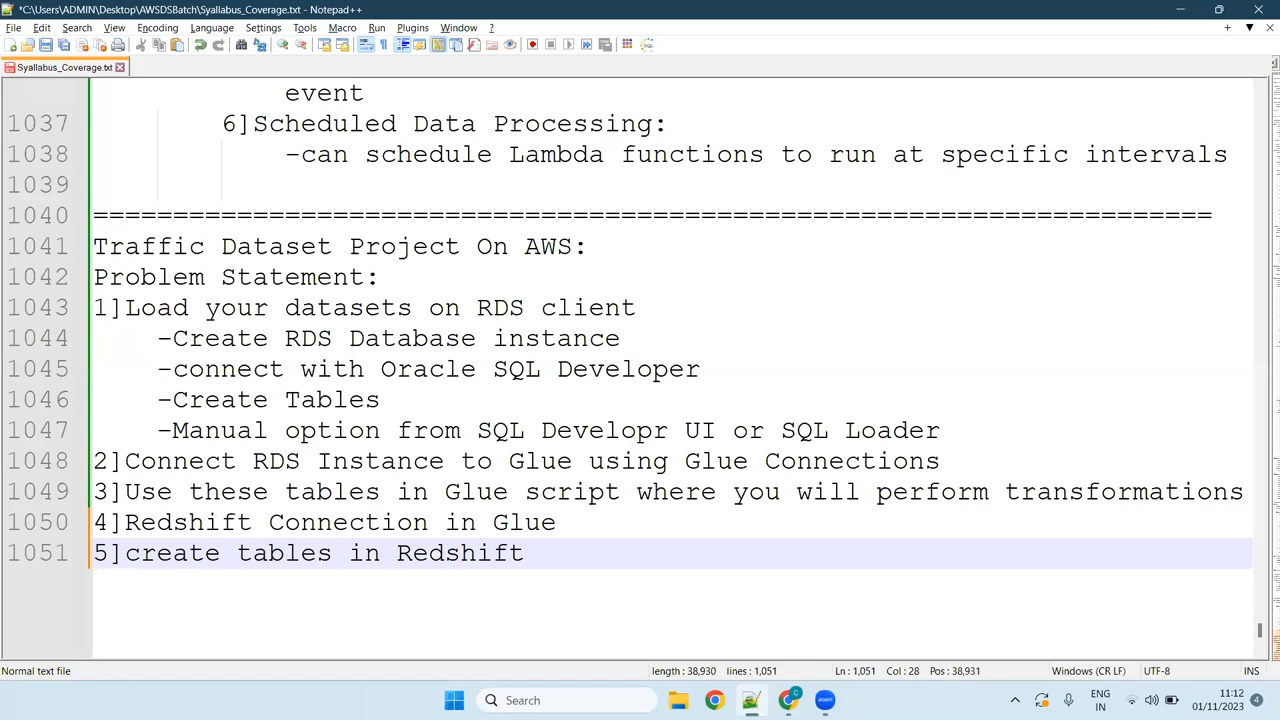 *C:\Users\ADMIN\Desktop\AWSDSBatch\Syallabus_Coverage.txt - Notepad++
File Edit Search View Encoding Language Settings Tools Macro Run Plugins Window ?
Syallabus_Coverage.txt
event
1037 6]Scheduled Data Processing:
1038 -can schedule Lambda functions to run at specific intervals
1039
1040 ======================================================================
1041 Traffic Dataset Project On AWS:
1042 Problem Statement:
1043 1]Load your datasets on RDS client
1044 -Create RDS Database instance
1045 -connect with Oracle SQL Developer
1046 -Create Tables
1047 -Manual option from SQL Developr UI or SQL Loader
1048 2]Connect RDS Instance to Glue using Glue Connections
1049 3]Use these tables in Glue script where you will perform transformations
1050 4]Redshift Connection in Glue
1051 5]create tables in Redshift
Normal text file length : 38,930 lines : 1,051 Ln : 1,051 Col : 28 Pos : 38,931 Windows (CR LF) UTF-8 INS
Search
ENG
IN
11:12
01/11/2023
4